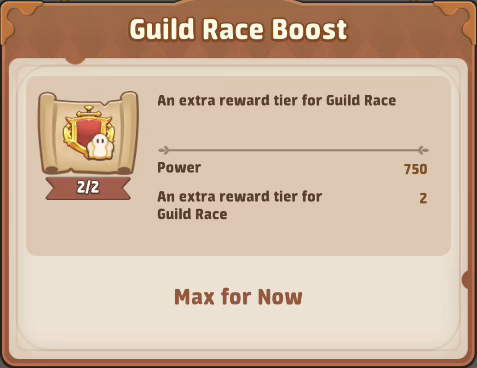 Guild Race Boost
An extra reward tier for Guild Race
2/2
Power 750
An extra reward tier for 2
Guild Race
Max for Now